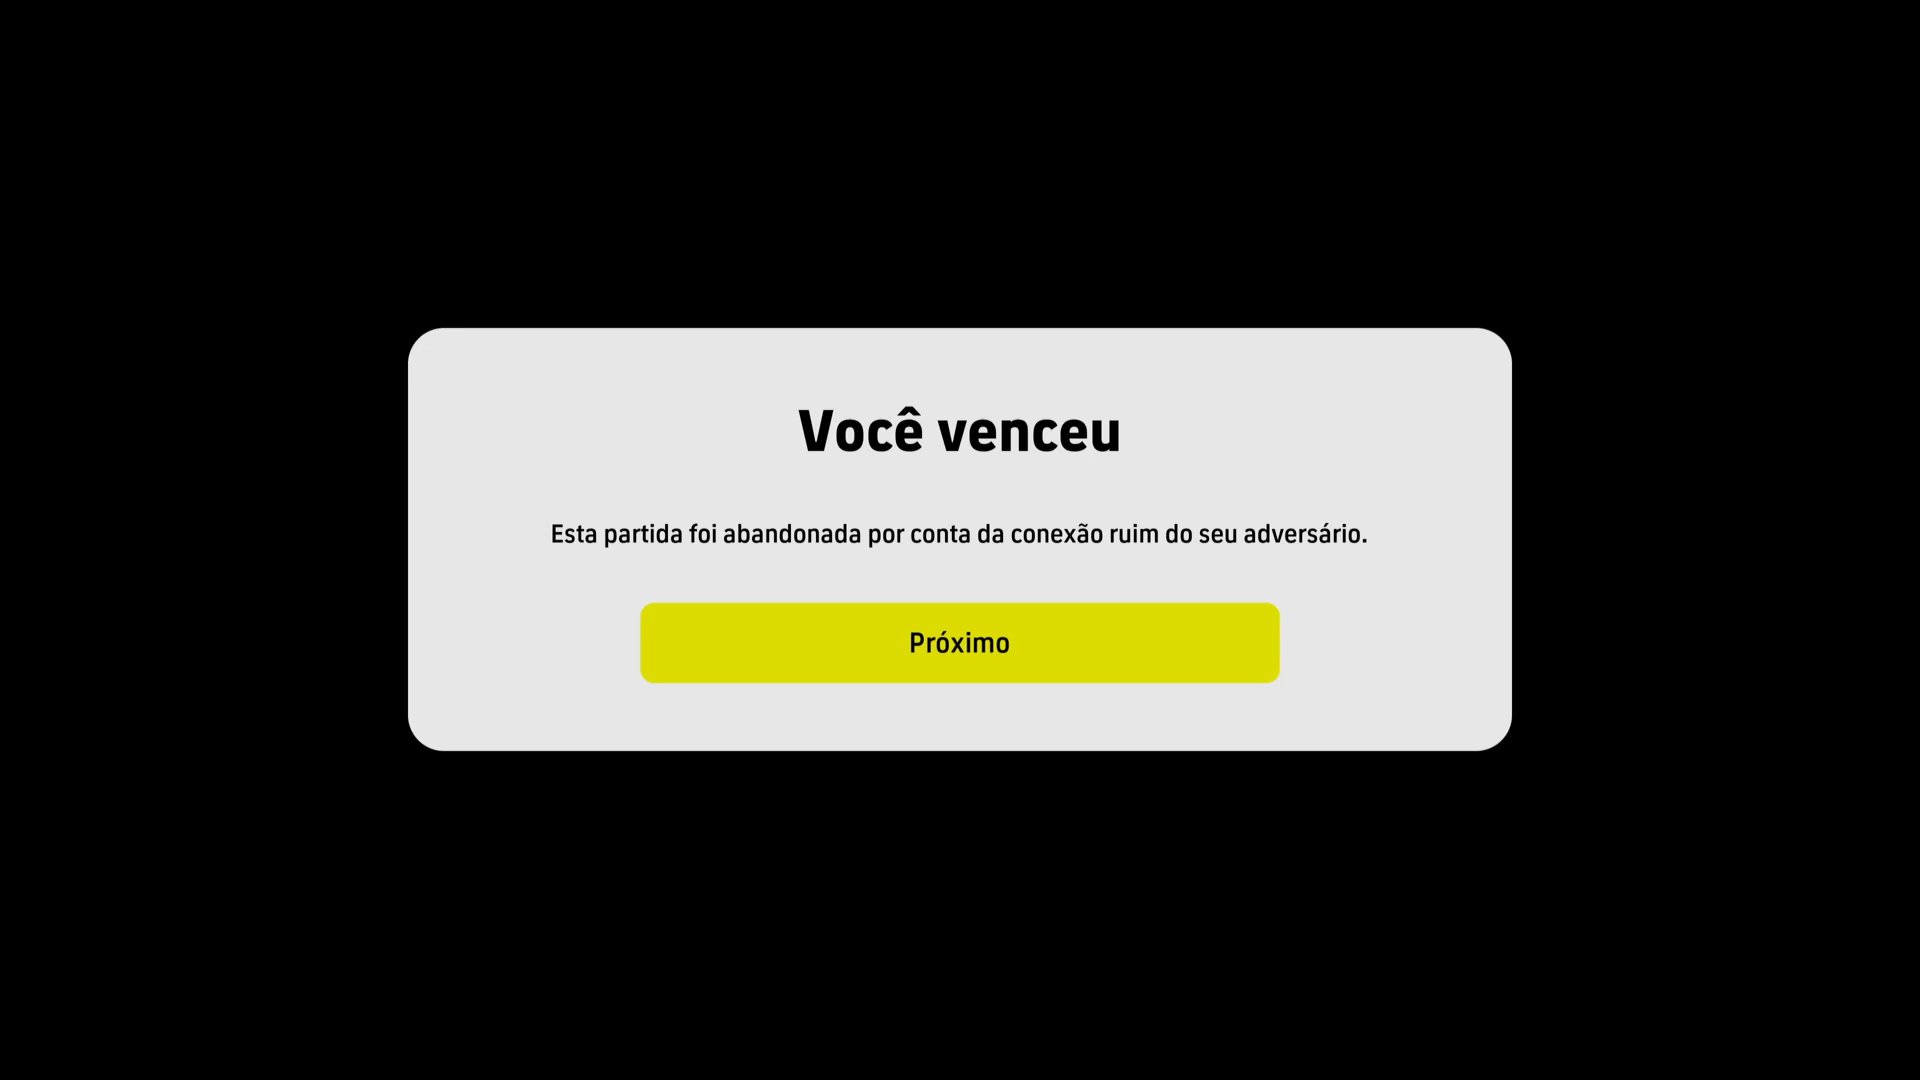 Você venceu
Esta partida foi abandonada por conta da conexão ruim do seu adversário.
Próximo